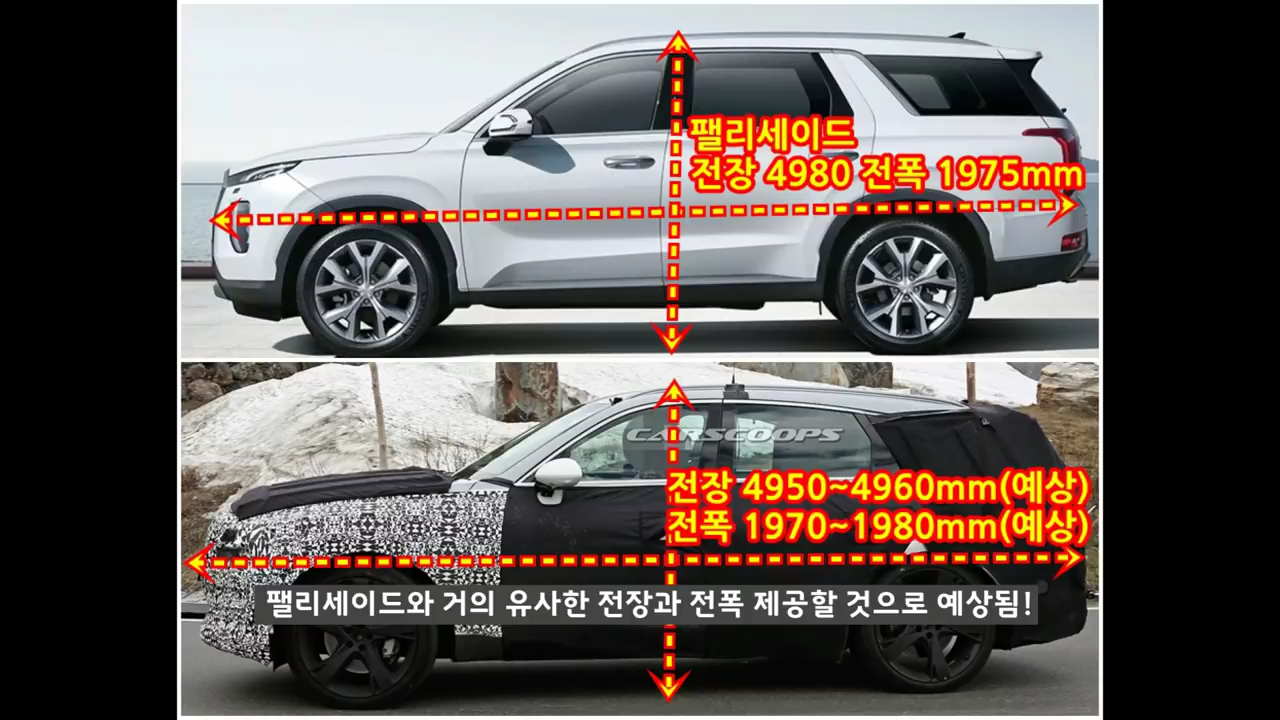 팰리세이드
전장 4980 전폭 1975mm
CARSCOOPS
전장 4950~4960mm(예상)
전폭 1970~1980mm(예상)
팰리세이드와 거의 유사한 전장과 전폭 제공할 것으로 예상됨!